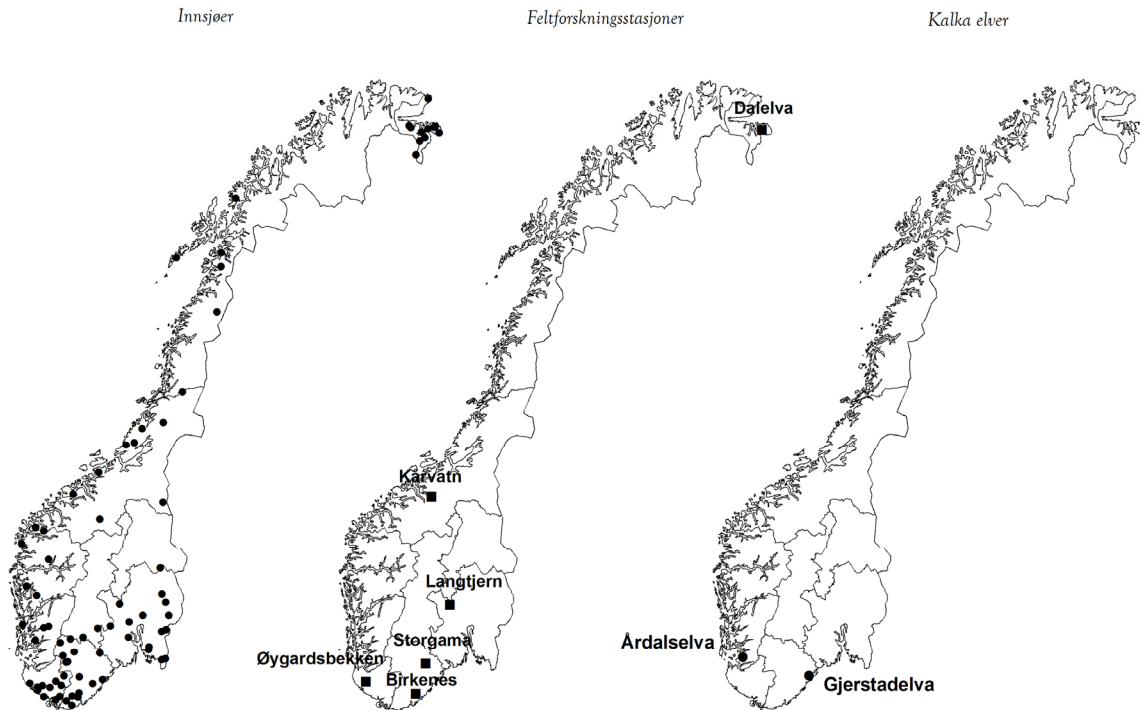 Innsjøer
Feltforskningsstasjoner
Kalka elver
Dalelva
Kårvatn
Langtjern
Storgama
Øygardsbekken
Birkenes
Årdalselva
Gjerstadelva